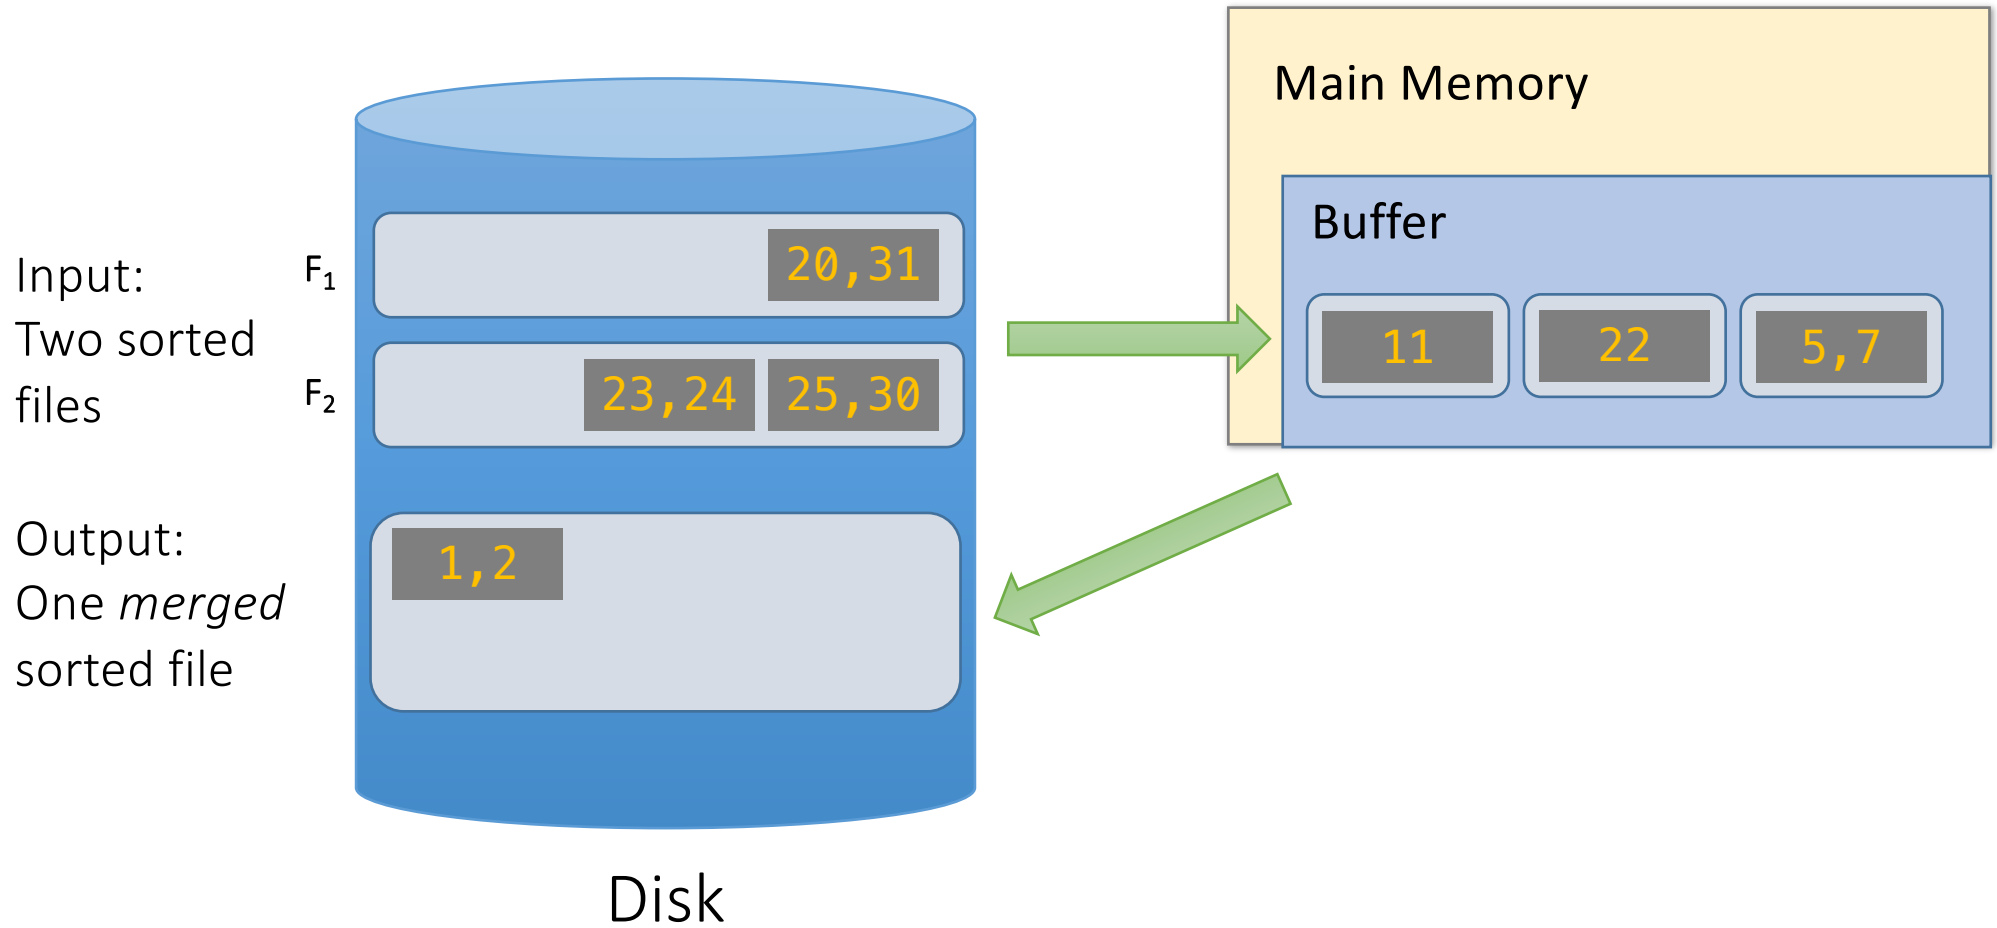 Main Memory
Buffer
Input:
Two sorted
files
F₁
20,31
F₂
23,24 25,30
11 22 5,7
Output:
One merged
sorted file
1,2
Disk